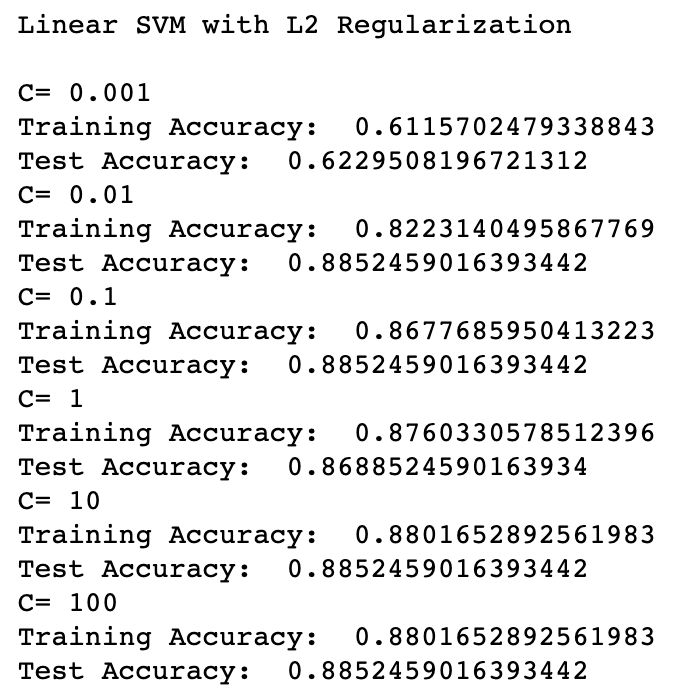 Linear SVM with L2 Regularization
C= 0.001
Training Accuracy:  0.6115702479338843
Test Accuracy:  0.6229508196721312
C= 0.01
Training Accuracy:  0.8223140495867769
Test Accuracy:  0.8852459016393442
C= 0.1
Training Accuracy:  0.8677685950413223
Test Accuracy:  0.8852459016393442
C= 1
Training Accuracy:  0.8760330578512396
Test Accuracy:  0.8688524590163934
C= 10
Training Accuracy:  0.8801652892561983
Test Accuracy:  0.8852459016393442
C= 100
Training Accuracy:  0.8801652892561983
Test Accuracy:  0.8852459016393442